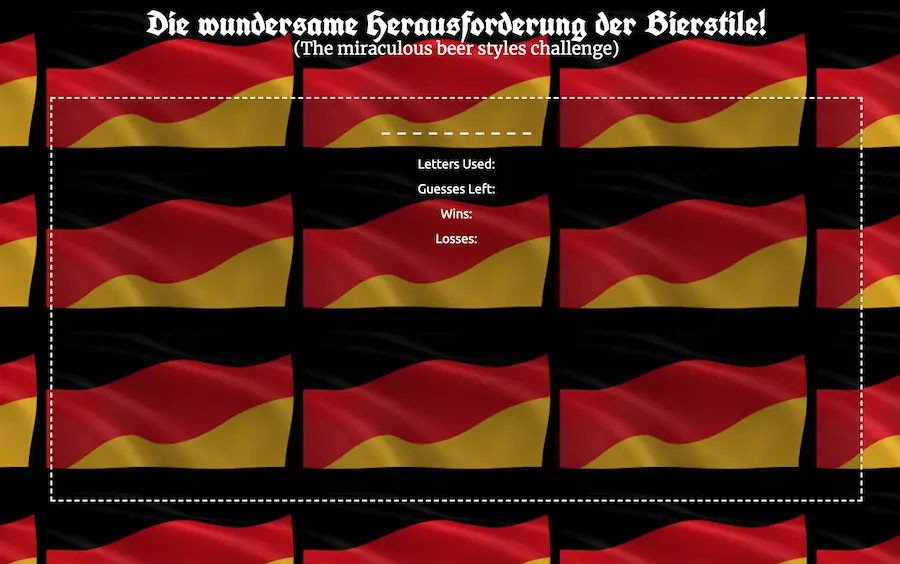 Die wundersame Herausforderung der Bierstile!
(The miraculous beer styles challenge)
_ _ _ _ _ _ _ _ _ _
Letters Used:
Guesses Left:
Wins:
Losses: